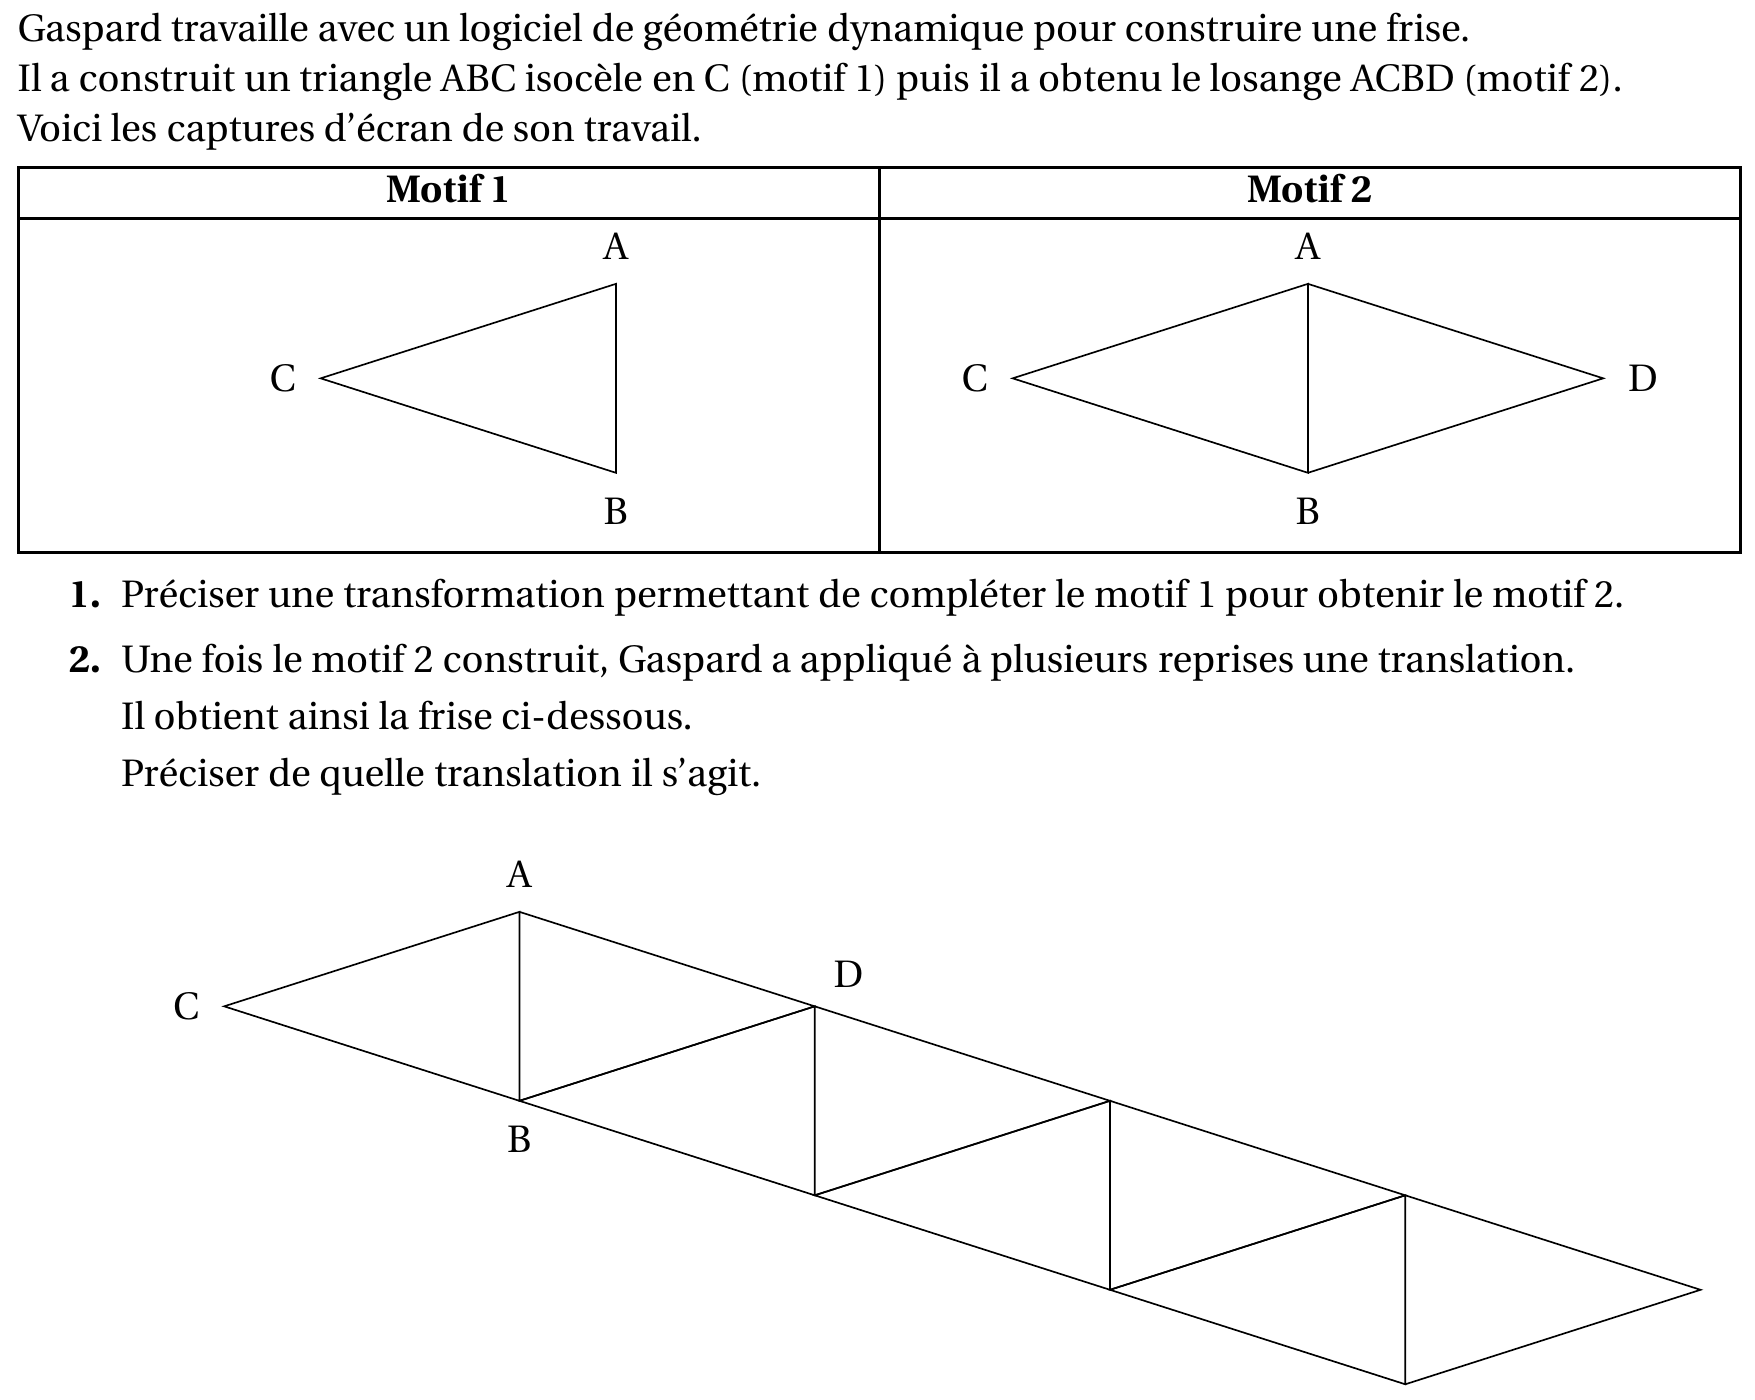 Gaspard travaille avec un logiciel de géométrie dynamique pour construire une frise.
Il a construit un triangle ABC isocèle en C (motif 1) puis il a obtenu le losange ACBD (motif 2).
Voici les captures d'écran de son travail.
Motif 1
Motif 2
A
C
B
A
C
D
B
1. Préciser une transformation permettant de compléter le motif 1 pour obtenir le motif 2.
2. Une fois le motif 2 construit, Gaspard a appliqué à plusieurs reprises une translation.
Il obtient ainsi la frise ci-dessous.
Préciser de quelle translation il s'agit.
A
D
C
B